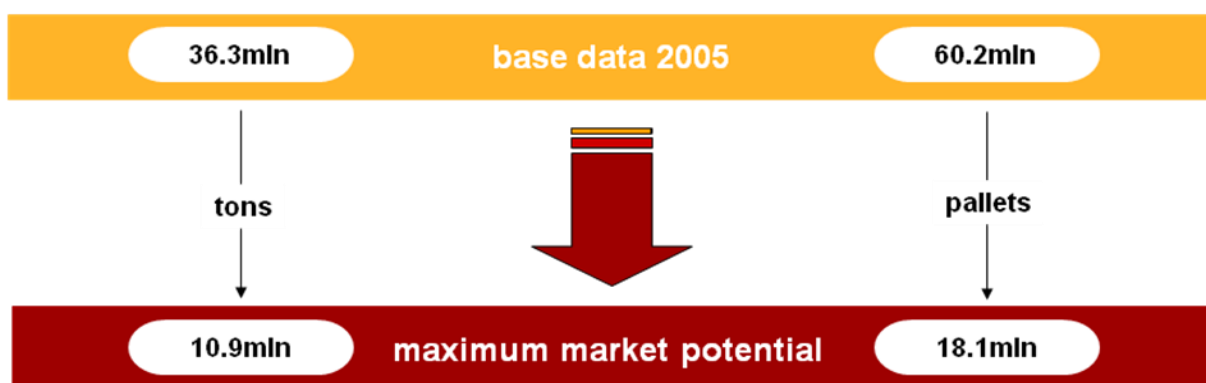 36.3mln base data 2005 60.2mln
tons pallets
10.9mln maximum market potential 18.1mln